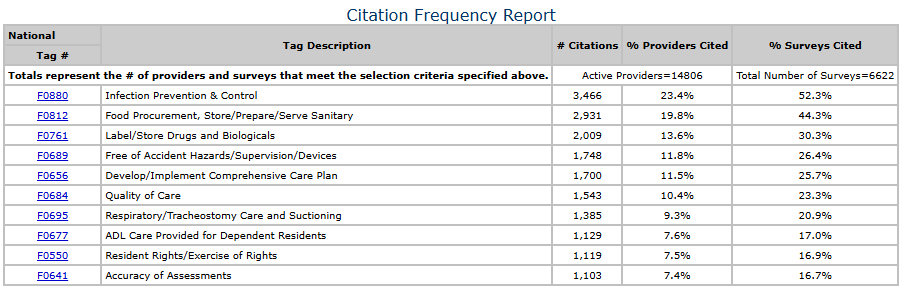 Citation Frequency Report
National
Tag # Tag Description # Citations % Providers Cited % Surveys Cited
Totals represent the # of providers and surveys that meet the selection criteria specified above. Active Providers=14806 Total Number of Surveys=6622
F0880 Infection Prevention & Control 3,466 23.4% 52.3%
F0812 Food Procurement, Store/Prepare/Serve Sanitary 2,931 19.8% 44.3%
F0761 Label/Store Drugs and Biologicals 2,009 13.6% 30.3%
F0689 Free of Accident Hazards/Supervision/Devices 1,748 11.8% 26.4%
F0656 Develop/Implement Comprehensive Care Plan 1,700 11.5% 25.7%
F0684 Quality of Care 1,543 10.4% 23.3%
F0695 Respiratory/Tracheostomy Care and Suctioning 1,385 9.3% 20.9%
F0677 ADL Care Provided for Dependent Residents 1,129 7.6% 17.0%
F0550 Resident Rights/Exercise of Rights 1,119 7.5% 16.9%
F0641 Accuracy of Assessments 1,103 7.4% 16.7%